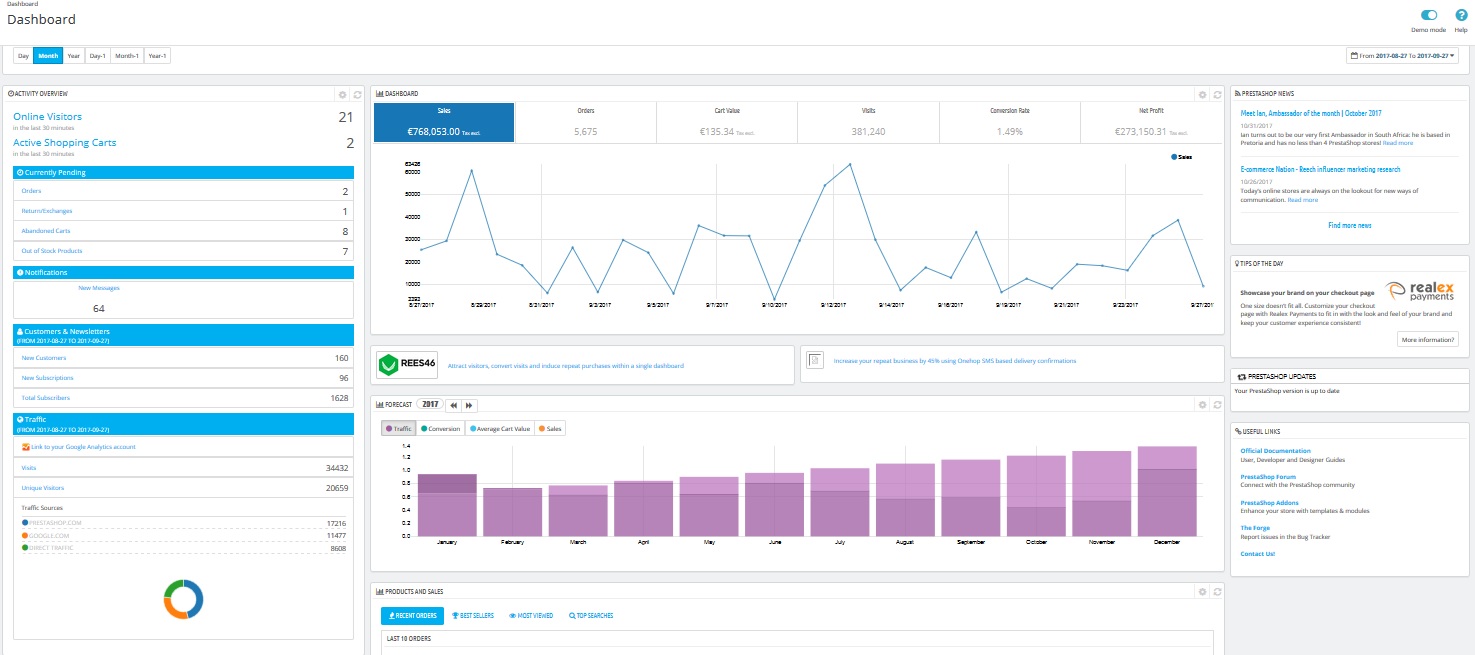 Dashboard
Dashboard
Demo mode
Help
Day
Month
Year
Day-1
Month-1
Year-1
From 2017-08-27 To 2017-09-27
ACTIVITY OVERVIEW
Online Visitors 21
in the last 30 minutes
Active Shopping Carts 2
in the last 30 minutes
Currently Pending
Orders 2
Return/Exchanges 1
Abandoned Carts 8
Out of Stock Products 7
Notifications
New Messages
64
Customers & Newsletters
(FROM 2017-08-27 TO 2017-09-27)
New Customers 160
New Subscriptions 96
Total Subscribers 1628
Traffic
(FROM 2017-08-27 TO 2017-09-27)
Link to your Google Analytics account
Visits 34432
Unique Visitors 20659
Traffic Sources
PRESTASHOP.COM 17216
GOOGLE.COM 11477
DIRECT TRAFFIC 8608
DASHBOARD
Sales
€768,053.00 Tax excl.
Orders
5,675
Cart Value
€135.34 Tax excl.
Visits
381,240
Conversion Rate
1.49%
Net Profit
€273,150.31 Tax excl.
Sales
63426
60000
50000
40000
30000
20000
10000
3393
8/27/2017 8/29/2017 8/31/2017 9/3/2017 9/5/2017 9/7/2017 9/10/2017 9/12/2017 9/14/2017 9/16/2017 9/19/2017 9/21/2017 9/23/2017 9/27/201
REES46
Attract visitors, convert visits and induce repeat purchases within a single dashboard
Increase your repeat business by 45% using Onehop SMS based delivery confirmations
FORECAST 2017
Traffic
Conversion
Average Cart Value
Sales
1.4
1.2
1.0
0.8
0.6
0.4
0.2
0.0
January February March April May June July August September October November December
PRODUCTS AND SALES
RECENT ORDERS
BEST SELLERS
MOST VIEWED
TOP SEARCHES
LAST 10 ORDERS
PRESTASHOP NEWS
Meet Ian, Ambassador of the month | October 2017
10/31/2017
Ian turns out to be our very first Ambassador in South Africa: he is based in
Pretoria and has no less than 4 PrestaShop stores! Read more
E-commerce Nation - Reach influencer marketing research
10/26/2017
Today's online stores are always on the lookout for new ways of
communication. Read more
Find more news
TIPS OF THE DAY
Showcase your brand on your checkout page
realex
payments
One size doesn't fit all. Customize your checkout
page with Realex Payments to fit in with the look and feel of your brand and
keep your customer experience consistent!
More information?
PRESTASHOP UPDATES
Your PrestaShop version is up to date
USEFUL LINKS
Official Documentation
User, Developer and Designer Guides
PrestaShop Forum
Connect with the PrestaShop community
PrestaShop Addons
Enhance your store with templates & modules
The Forge
Report issues in the Bug Tracker
Contact Us!